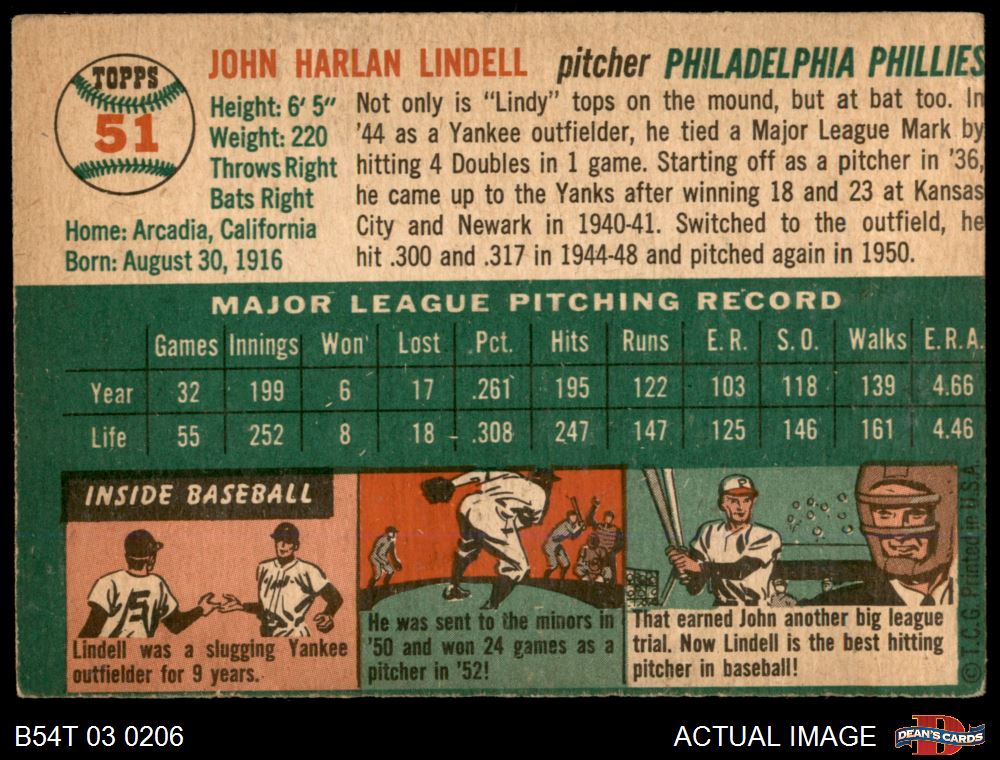 TOPPS
51
JOHN HARLAN LINDELL pitcher PHILADELPHIA PHILLIES
Height: 6' 5"
Weight: 220
Throws Right
Bats Right
Home: Arcadia, California
Born: August 30, 1916
Not only is "Lindy" tops on the mound, but at bat too. In
'44 as a Yankee outfielder, he tied a Major League Mark by
hitting 4 Doubles in 1 game. Starting off as a pitcher in '36,
he came up to the Yanks after winning 18 and 23 at Kansas
City and Newark in 1940-41. Switched to the outfield, he
hit .300 and .317 in 1944-48 and pitched again in 1950.
MAJOR LEAGUE PITCHING RECORD
Games Innings Won Lost Pct. Hits Runs E.R. S.O. Walks E.R.A.
Year 32 199 6 17 .261 195 122 103 118 139 4.66
Life 55 252 8 18 .308 247 147 125 146 161 4.46
INSIDE BASEBALL
Lindell was a slugging Yankee
outfielder for 9 years.
He was sent to the minors in
'50 and won 24 games as a
pitcher in '52!
P
That earned John another big league
trial. Now Lindell is the best hitting
pitcher in baseball!
© T.C.G. Printed in U.S.A.
B54T 03 0206
ACTUAL IMAGE
DEAN'S CARDS